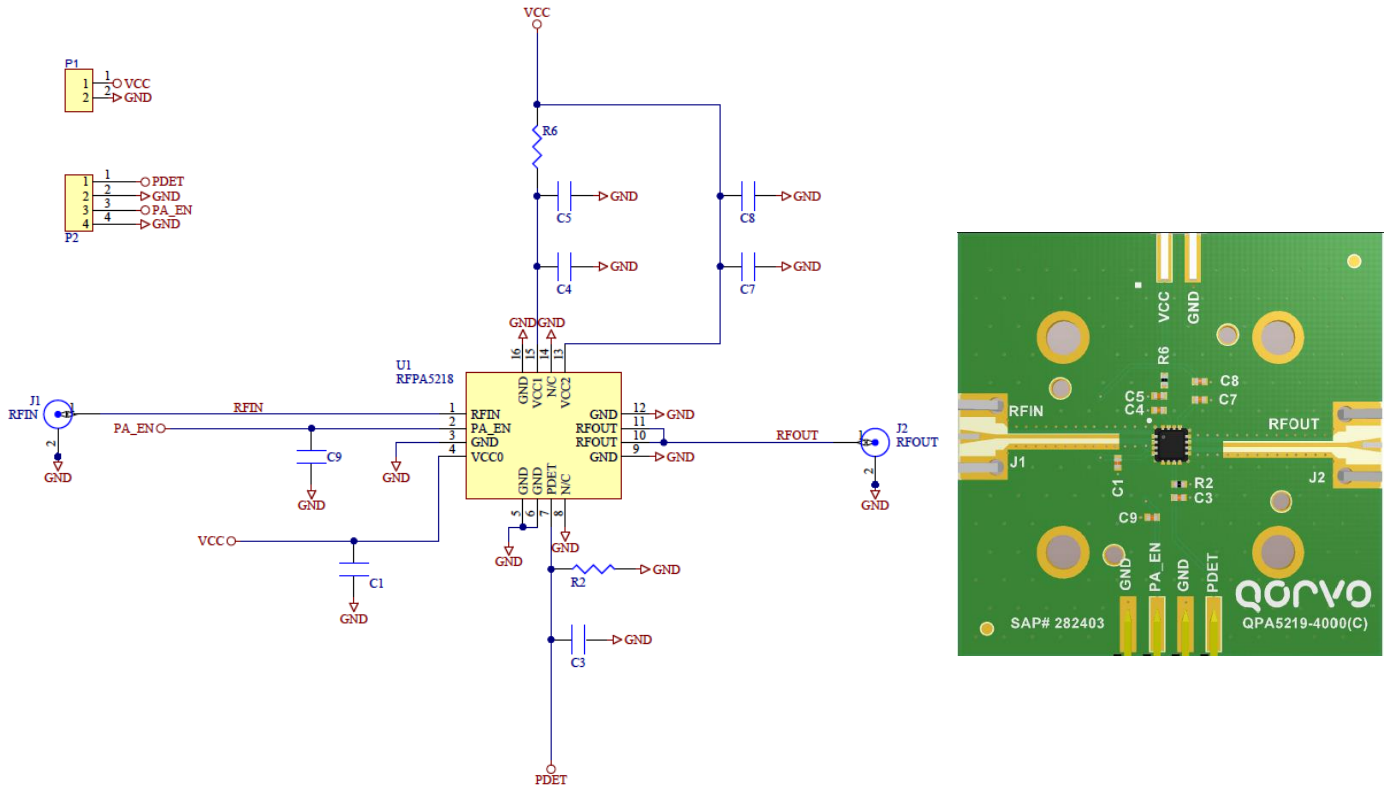 VCC
P1
1
1
VCC
2
2
GND
R6
1
1
PDET
2
2
GND
3
3
PA_EN
4
4
GND
P2
GND
C5
GND
C8
GND
C4
GND
C7
GND GND
16
15
14
13
U1
RFPA5218
GND
VCC1
N/C
VCC2
J1
RFIN
1
2
GND
RFIN
PA_EN
C9
GND
GND
1
2
3
4
RFIN
PA_EN
GND
VCC0
GND
RFOUT
RFOUT
GND
12
11
10
9
GND
GND
RFOUT
1
J2
RFOUT
2
GND
GND
GND
PDET
N/C
5
6
7
8
GND
GND
VCC
C1
GND
R2
GND
C3
GND
PDET
VCC
GND
R6
C8
C5
C7
C4
RFIN
RFOUT
J1
J2
C1
R2
C3
C9
GND
PA_EN
GND
PDET
QORVO
SAP# 282403
QPA5219-4000(C)